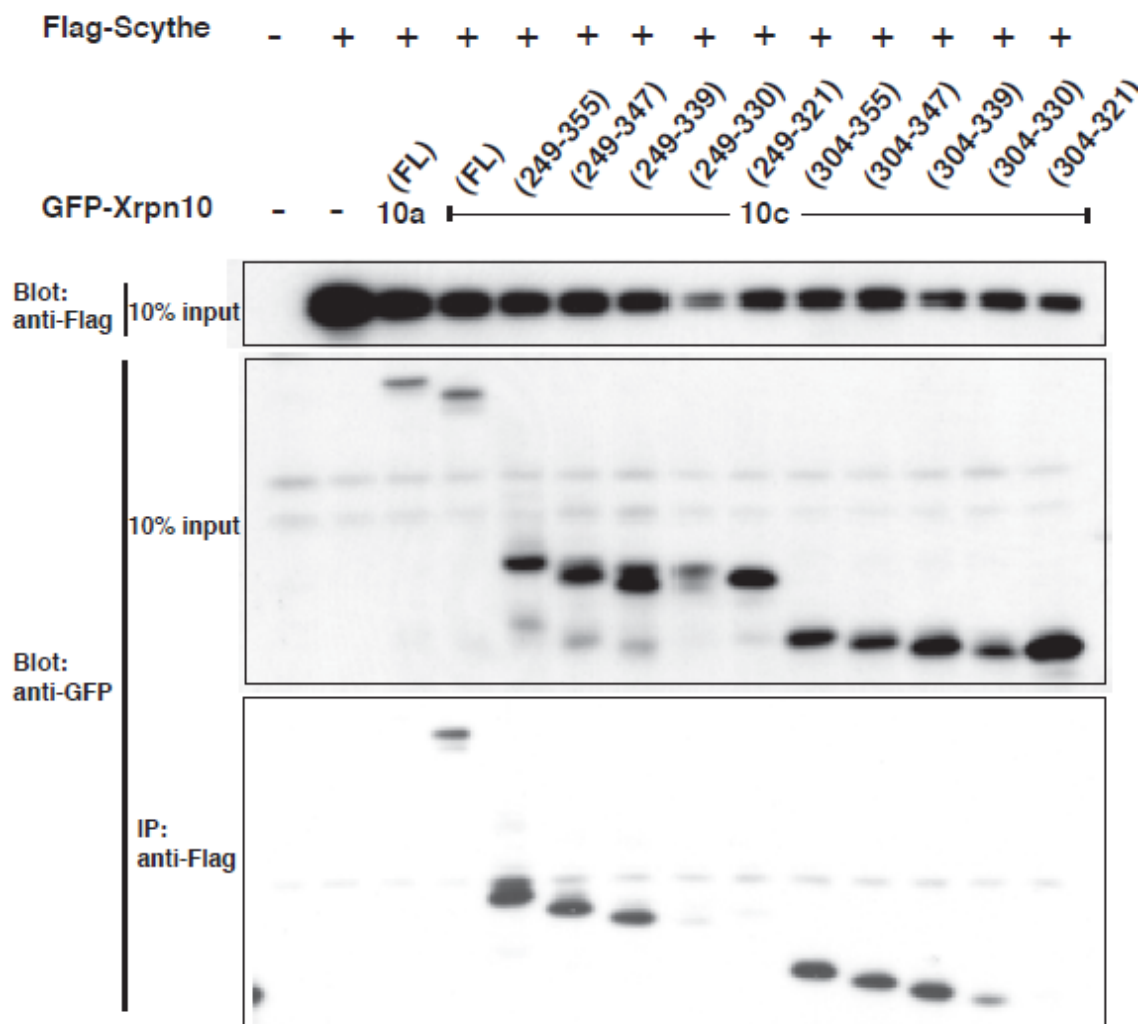 Flag-Scythe - + + + + + + + + + + + + +
(FL) (FL) (249-355) (249-347) (249-339) (249-330) (249-321) (304-355) (304-347) (304-339) (304-330) (304-321)
GFP-Xrpn10 - - 10a 10c
Blot:
anti-Flag
10% input
10% input
Blot:
anti-GFP
IP:
anti-Flag